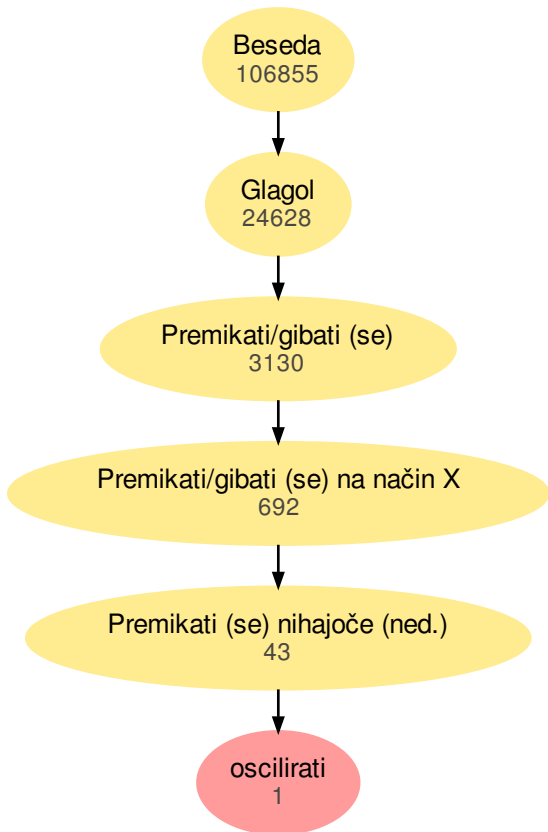 Beseda
106855
Glagol
24628
Premikati/gibati (se)
3130
Premikati/gibati (se) na način X
692
Premikati (se) nihajoče (ned.)
43
oscilirati
1